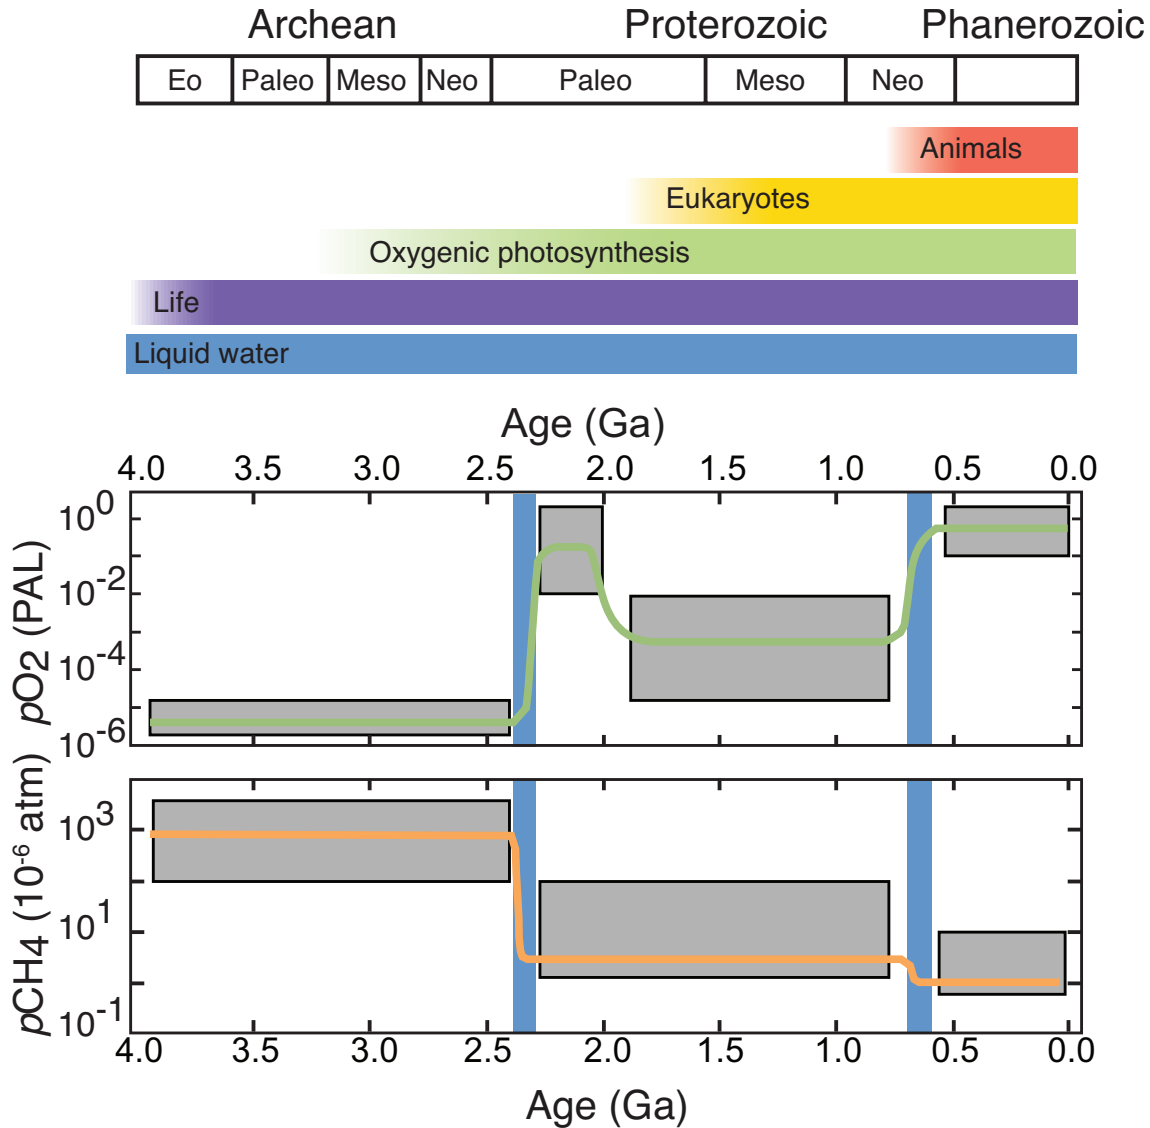 Archean Proterozoic Phanerozoic
Eo Paleo Meso Neo Paleo Meso Neo
Animals
Eukaryotes
Oxygenic photosynthesis
Life
Liquid water
Age (Ga)
4.0 3.5 3.0 2.5 2.0 1.5 1.0 0.5 0.0
pO2 (PAL)
10^0
10^-2
10^-4
10^-6
pCH4 (10^-6 atm)
10^3
10^1
10^-1
4.0 3.5 3.0 2.5 2.0 1.5 1.0 0.5 0.0
Age (Ga)